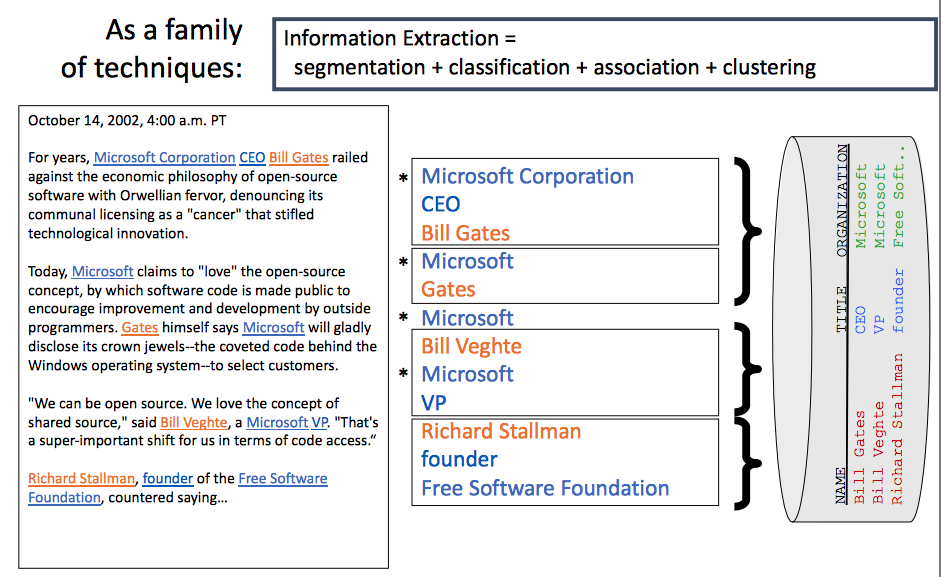 As a family
of techniques:
Information Extraction =
segmentation + classification + association + clustering
October 14, 2002, 4:00 a.m. PT
For years, Microsoft Corporation CEO Bill Gates railed
against the economic philosophy of open-source
software with Orwellian fervor, denouncing its
communal licensing as a "cancer" that stifled
technological innovation.
Today, Microsoft claims to "love" the open-source
concept, by which software code is made public to
encourage improvement and development by outside
programmers. Gates himself says Microsoft will gladly
disclose its crown jewels--the coveted code behind the
Windows operating system--to select customers.
"We can be open source. We love the concept of
shared source," said Bill Veghte, a Microsoft VP. "That's
a super-important shift for us in terms of code access.“
Richard Stallman, founder of the Free Software
Foundation, countered saying…
* Microsoft Corporation
CEO
Bill Gates
* Microsoft
Gates
* Microsoft
Bill Veghte
* Microsoft
VP
Richard Stallman
founder
Free Software Foundation
NAME TITLE ORGANIZATION
Bill Gates CEO Microsoft
Bill Veghte VP Microsoft
Richard Stallman founder Free Soft..